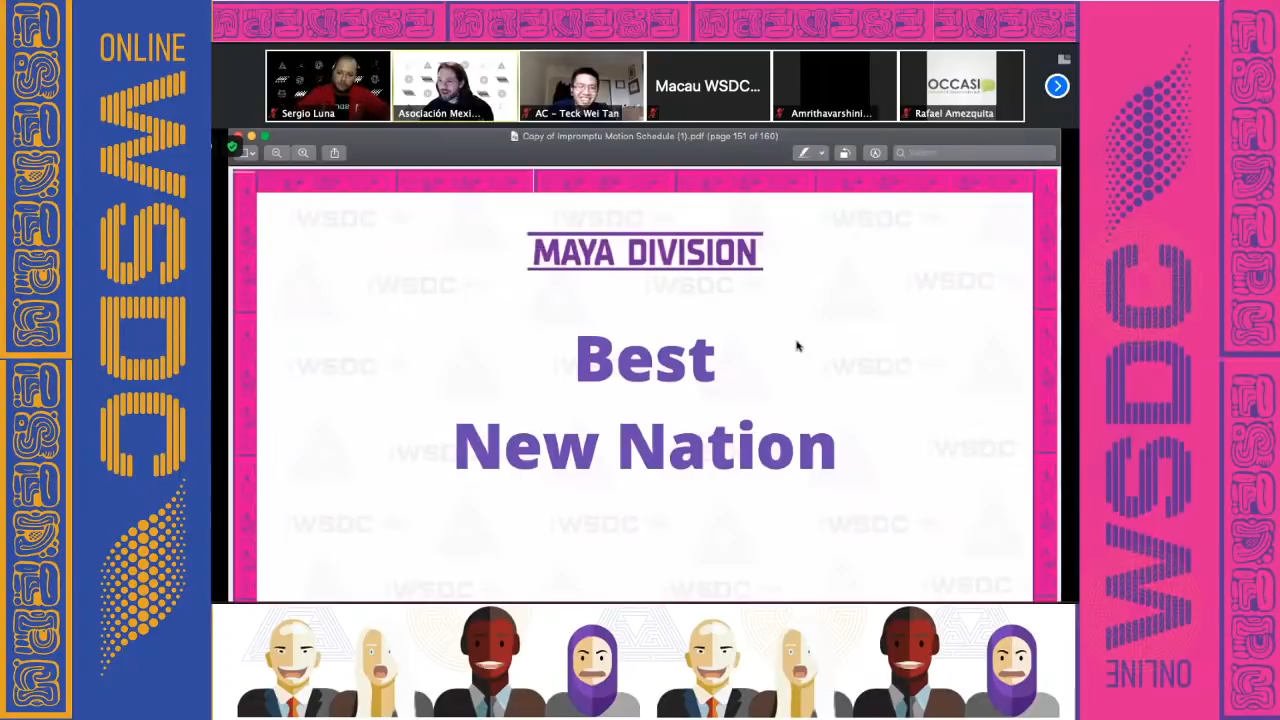 ONLINE
WSDC
Sergio Luna
Asociación Mexi...
AC – Teck Wei Tan
Macau WSDC...
Amrithavarshini...
OCCASI
Rafael Amezquita
Copy of Impromptu Motion Schedule (1).pdf (page 151 of 160)
Search
MAYA DIVISION
Best
New Nation
WSDC
ONLINE